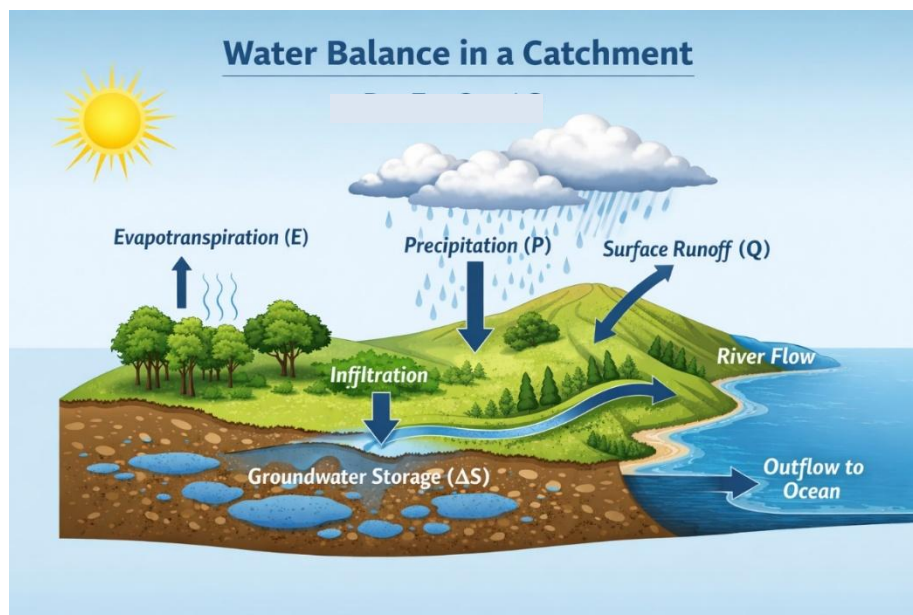 Water Balance in a Catchment
Evapotranspiration (E)
Precipitation (P)
Surface Runoff (Q)
River Flow
Infiltration
Groundwater Storage (ΔS)
Outflow to
Ocean